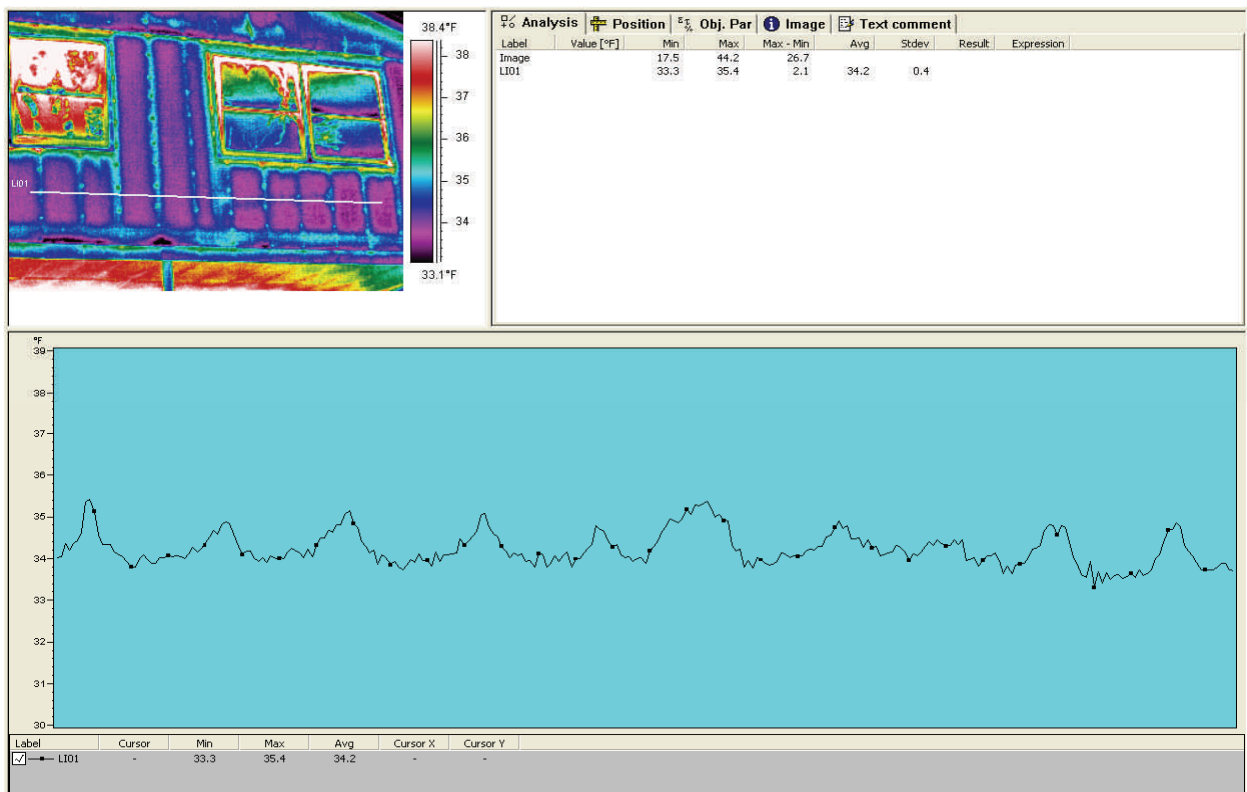 38.4°F
38
37
36
35
34
33.1°F
LI01
Analysis Position Obj. Par Image Text comment
Label Value [°F] Min Max Max - Min Avg Stdev Result Expression
Image 17.5 44.2 26.7
LI01 33.3 35.4 2.1 34.2 0.4
°F
39
38
37
36
35
34
33
32
31
30
Label Cursor Min Max Avg Cursor X Cursor Y
LI01 - 33.3 35.4 34.2 - -